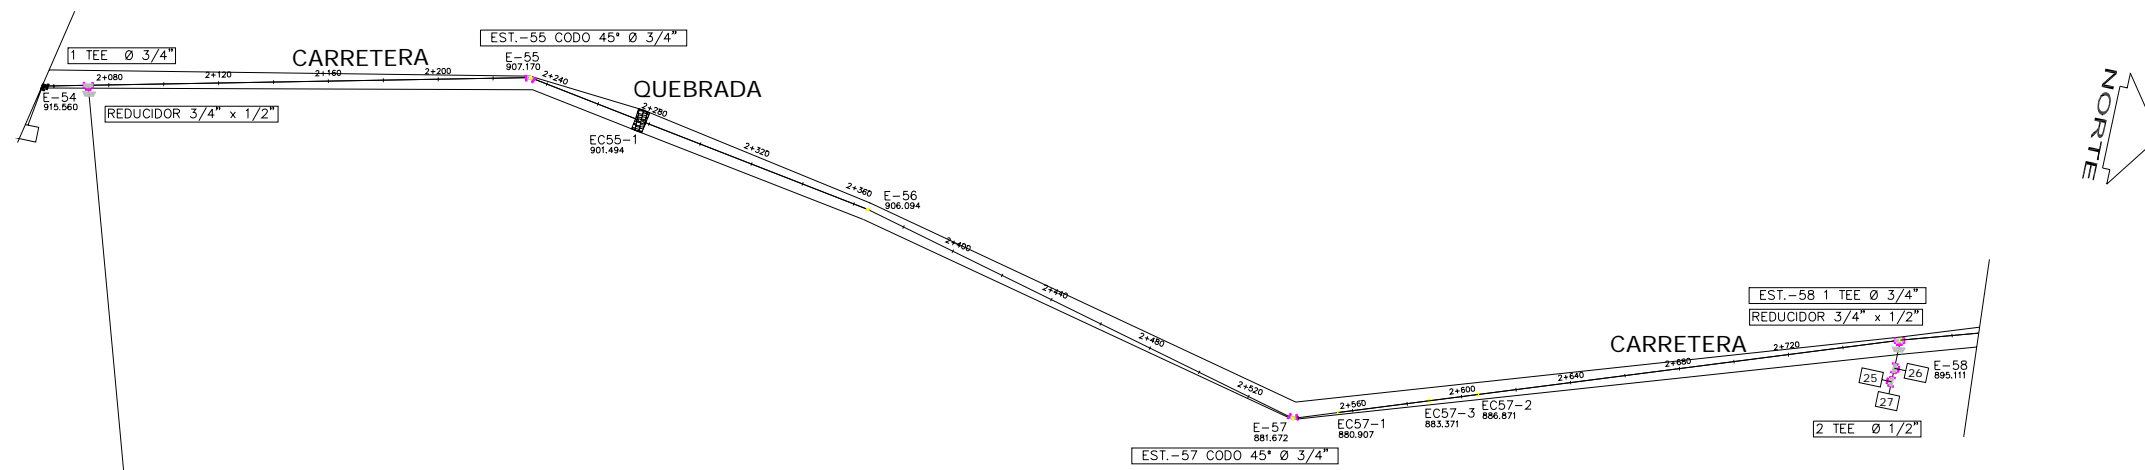 1 TEE Ø 3/4"
CARRETERA
EST.-55 CODO 45° Ø 3/4"
E-55
907.170
QUEBRADA
2+080
2+120
2+160
2+200
2+240
2+280
E-54
915.560
REDUCIDOR 3/4" x 1/2"
EC55-1
901.494
2+320
2+360
E-56
906.094
2+400
2+440
2+480
2+520
NORTE
EST.-58 1 TEE Ø 3/4"
REDUCIDOR 3/4" x 1/2"
CARRETERA
2+560
2+600
2+640
2+680
2+720
E-58
895.111
25
26
27
2 TEE Ø 1/2"
E-57
881.672
EC57-1
880.907
EC57-3
883.371
EC57-2
886.871
EST.-57 CODO 45° Ø 3/4"